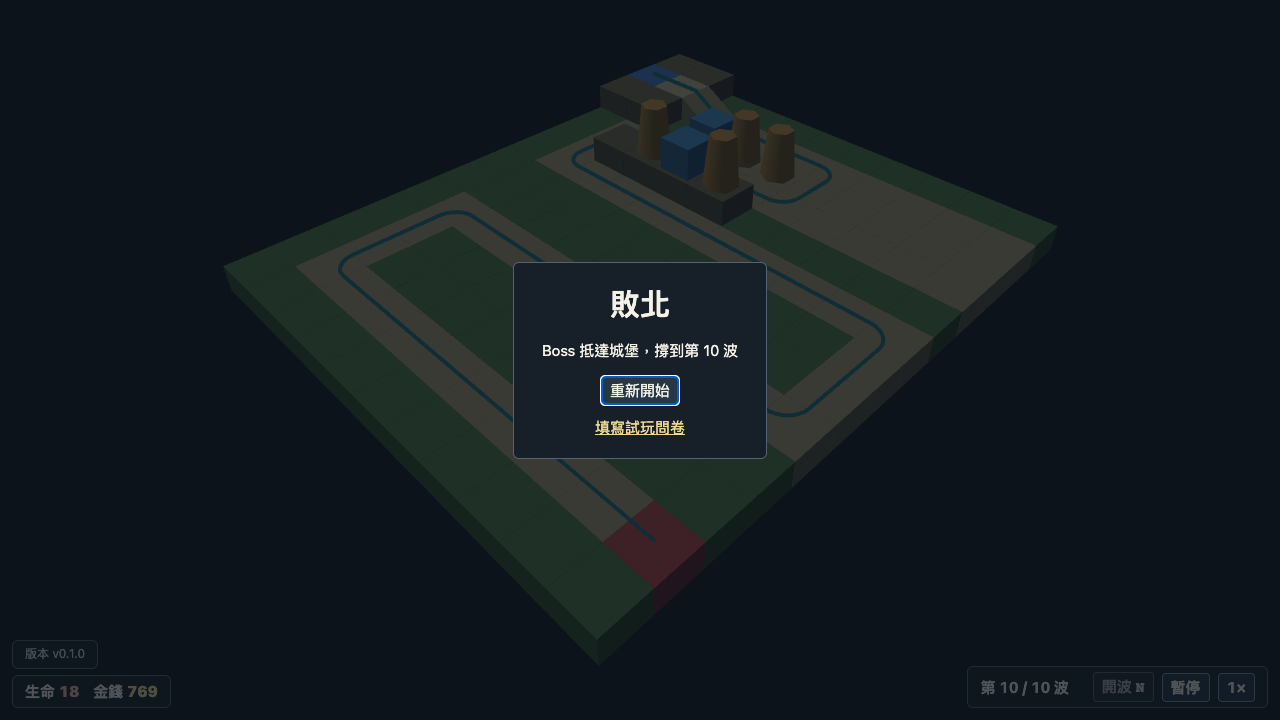 敗北
Boss 抵達城堡，撐到第 10 波
重新開始
填寫試玩問卷
版本 v0.1.0
生命 18 金錢 769
第 10 / 10 波 開波 N 暫停 1×